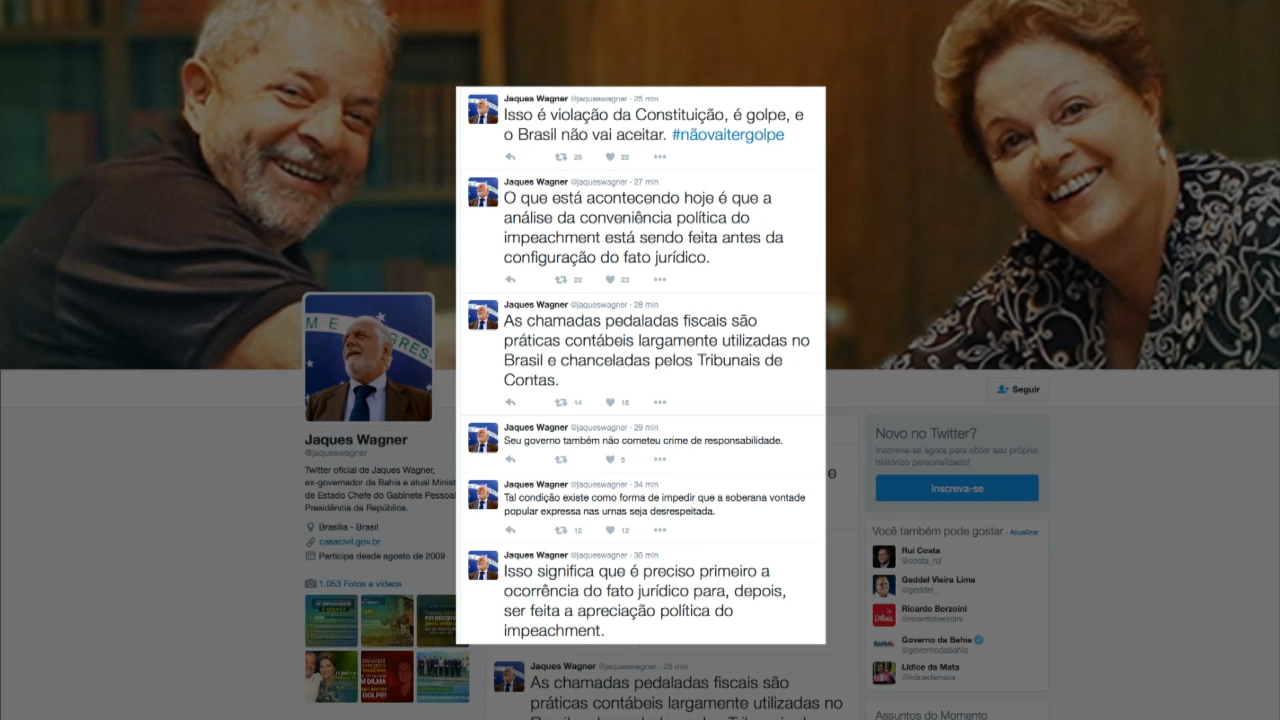 Jaques Wagner @jaqueswagner · 25 min
Isso é violação da Constituição, é golpe, e
o Brasil não vai aceitar. #nãovaitergolpe
29 22
Jaques Wagner @jaqueswagner · 27 min
O que está acontecendo hoje é que a
análise da conveniência política do
impeachment está sendo feita antes da
configuração do fato jurídico.
22 23
Jaques Wagner @jaqueswagner · 28 min
As chamadas pedaladas fiscais são
práticas contábeis largamente utilizadas no
Brasil e chanceladas pelos Tribunais de
Contas.
14 16
Jaques Wagner @jaqueswagner · 29 min
Seu governo também não cometeu crime de responsabilidade.
5
Jaques Wagner @jaqueswagner · 34 min
Tal condição existe como forma de impedir que a soberana vontade
popular expressa nas urnas seja desrespeitada.
12 12
Jaques Wagner @jaqueswagner · 35 min
Isso significa que é preciso primeiro a
ocorrência do fato jurídico para, depois,
ser feita a apreciação política do
impeachment.
Jaques Wagner @jaqueswagner · 28 min
As chamadas pedaladas fiscais são
práticas contábeis largamente utilizadas no
Jaques Wagner
@jaqueswagner
Twitter oficial de Jaques Wagner,
ex-governador da Bahia e atual Minist
de Estado Chefe do Gabinete Pessoal
Presidência da República.
Brasília - Brasil
casacivil.gov.br
Participa desde agosto de 2009
1.053 Fotos e vídeos
Seguir
Novo no Twitter?
Inscreva-se agora para obter seu próprio
histórico personalizado!
Inscreva-se
Você também pode gostar · Atualizar
Rui Costa
@costa_rui
Geddel Vieira Lima
@geddel_
Ricardo Berzoini
@ricardoberzoini
Governo da Bahia
@governodabahia
Lídice da Mata
@lidicedamata
Assuntos do Momento